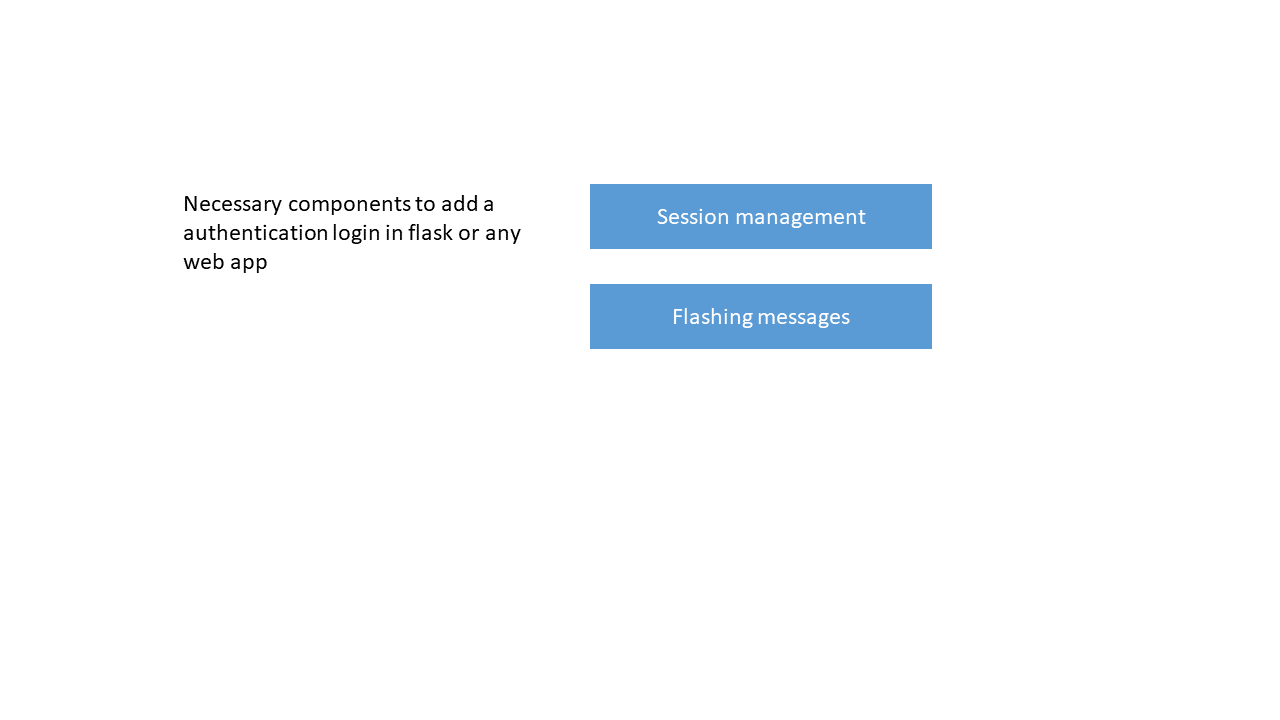 Necessary components to add a
authentication login in flask or any
web app
Session management
Flashing messages